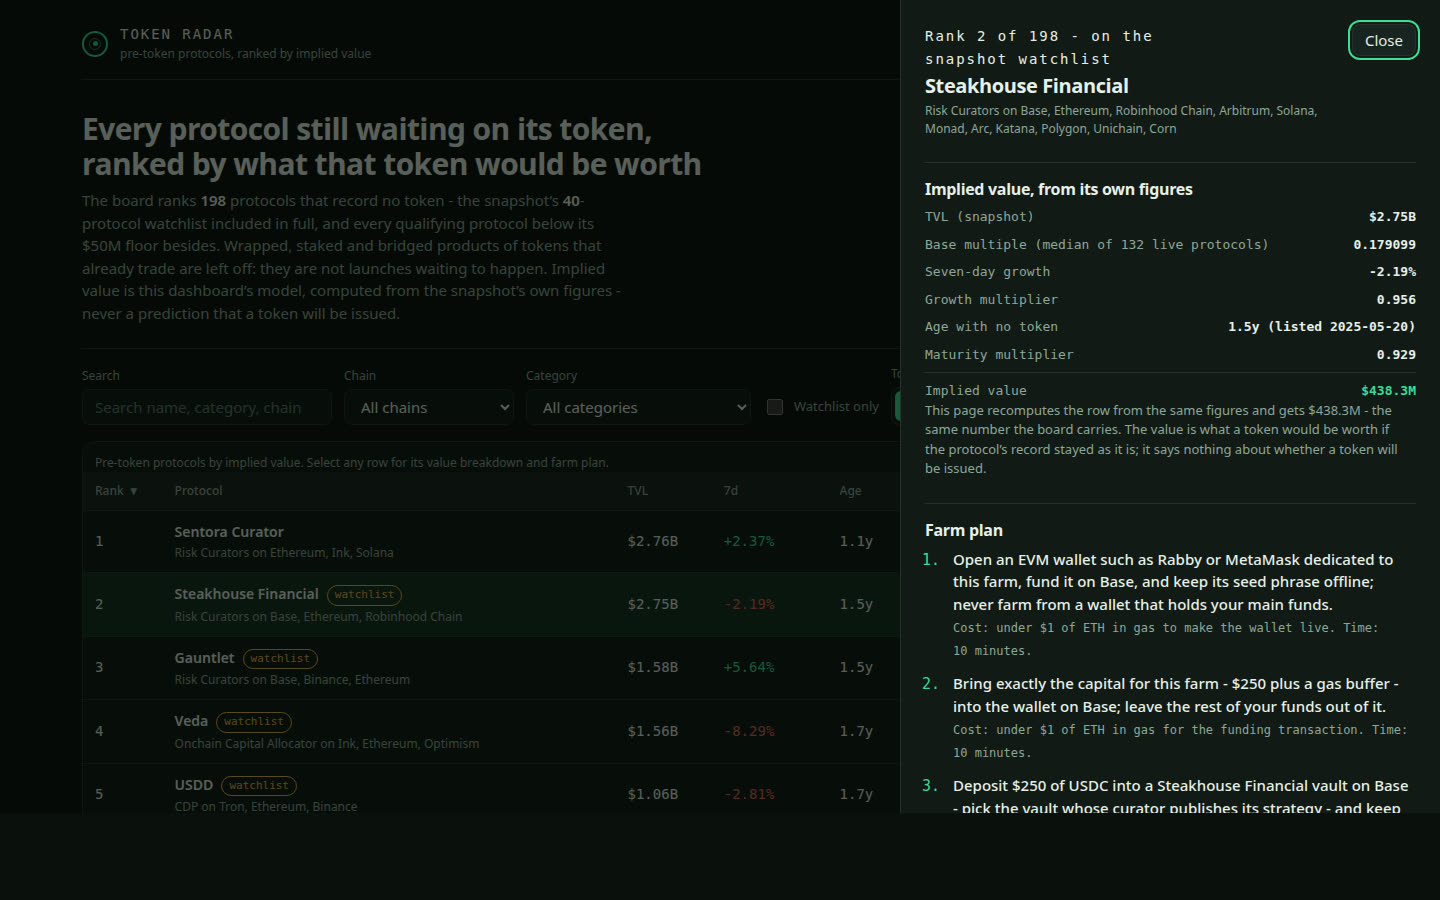 TOKEN RADAR
pre-token protocols, ranked by implied value
Every protocol still waiting on its token,
ranked by what that token would be worth
The board ranks 198 protocols that record no token - the snapshot's 40-
protocol watchlist included in full, and every qualifying protocol below its
$50M floor besides. Wrapped, staked and bridged products of tokens that
already trade are left off: they are not launches waiting to happen. Implied
value is this dashboard's model, computed from the snapshot's own figures -
never a prediction that a token will be issued.
Search
Chain
Category
Search name, category, chain
All chains
All categories
Watchlist only
Pre-token protocols by implied value. Select any row for its value breakdown and farm plan.
Rank ▼ Protocol TVL 7d Age
1 Sentora Curator $2.76B +2.37% 1.1y
Risk Curators on Ethereum, Ink, Solana
2 Steakhouse Financial watchlist $2.75B -2.19% 1.5y
Risk Curators on Base, Ethereum, Robinhood Chain
3 Gauntlet watchlist $1.58B +5.64% 1.5y
Risk Curators on Base, Binance, Ethereum
4 Veda watchlist $1.56B -8.29% 1.7y
Onchain Capital Allocator on Ink, Ethereum, Optimism
5 USDD watchlist $1.06B -2.81% 1.7y
CDP on Tron, Ethereum, Binance
Rank 2 of 198 - on the
snapshot watchlist
Close
Steakhouse Financial
Risk Curators on Base, Ethereum, Robinhood Chain, Arbitrum, Solana,
Monad, Arc, Katana, Polygon, Unichain, Corn
Implied value, from its own figures
TVL (snapshot) $2.75B
Base multiple (median of 132 live protocols) 0.179099
Seven-day growth -2.19%
Growth multiplier 0.956
Age with no token 1.5y (listed 2025-05-20)
Maturity multiplier 0.929
Implied value $438.3M
This page recomputes the row from the same figures and gets $438.3M - the
same number the board carries. The value is what a token would be worth if
the protocol's record stayed as it is; it says nothing about whether a token will
be issued.
Farm plan
1. Open an EVM wallet such as Rabby or MetaMask dedicated to
this farm, fund it on Base, and keep its seed phrase offline;
never farm from a wallet that holds your main funds.
Cost: under $1 of ETH in gas to make the wallet live. Time:
10 minutes.
2. Bring exactly the capital for this farm - $250 plus a gas buffer -
into the wallet on Base; leave the rest of your funds out of it.
Cost: under $1 of ETH in gas for the funding transaction. Time:
10 minutes.
3. Deposit $250 of USDC into a Steakhouse Financial vault on Base
- pick the vault whose curator publishes its strategy - and keep